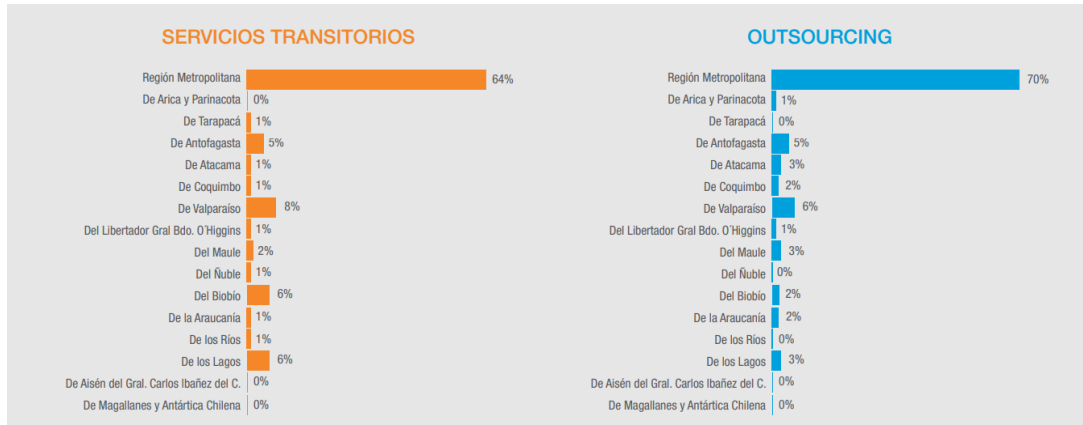 SERVICIOS TRANSITORIOS
Región Metropolitana 64%
De Arica y Parinacota 0%
De Tarapacá 1%
De Antofagasta 5%
De Atacama 1%
De Coquimbo 1%
De Valparaíso 8%
Del Libertador Gral Bdo. O´Higgins 1%
Del Maule 2%
Del Ñuble 1%
Del Biobío 6%
De la Araucanía 1%
De los Ríos 1%
De los Lagos 6%
De Aisén del Gral. Carlos Ibañez del C. 0%
De Magallanes y Antártica Chilena 0%
OUTSOURCING
Región Metropolitana 70%
De Arica y Parinacota 1%
De Tarapacá 0%
De Antofagasta 5%
De Atacama 3%
De Coquimbo 2%
De Valparaíso 6%
Del Libertador Gral Bdo. O´Higgins 1%
Del Maule 3%
Del Ñuble 0%
Del Biobío 2%
De la Araucanía 2%
De los Ríos 0%
De los Lagos 3%
De Aisén del Gral. Carlos Ibañez del C. 0%
De Magallanes y Antártica Chilena 0%